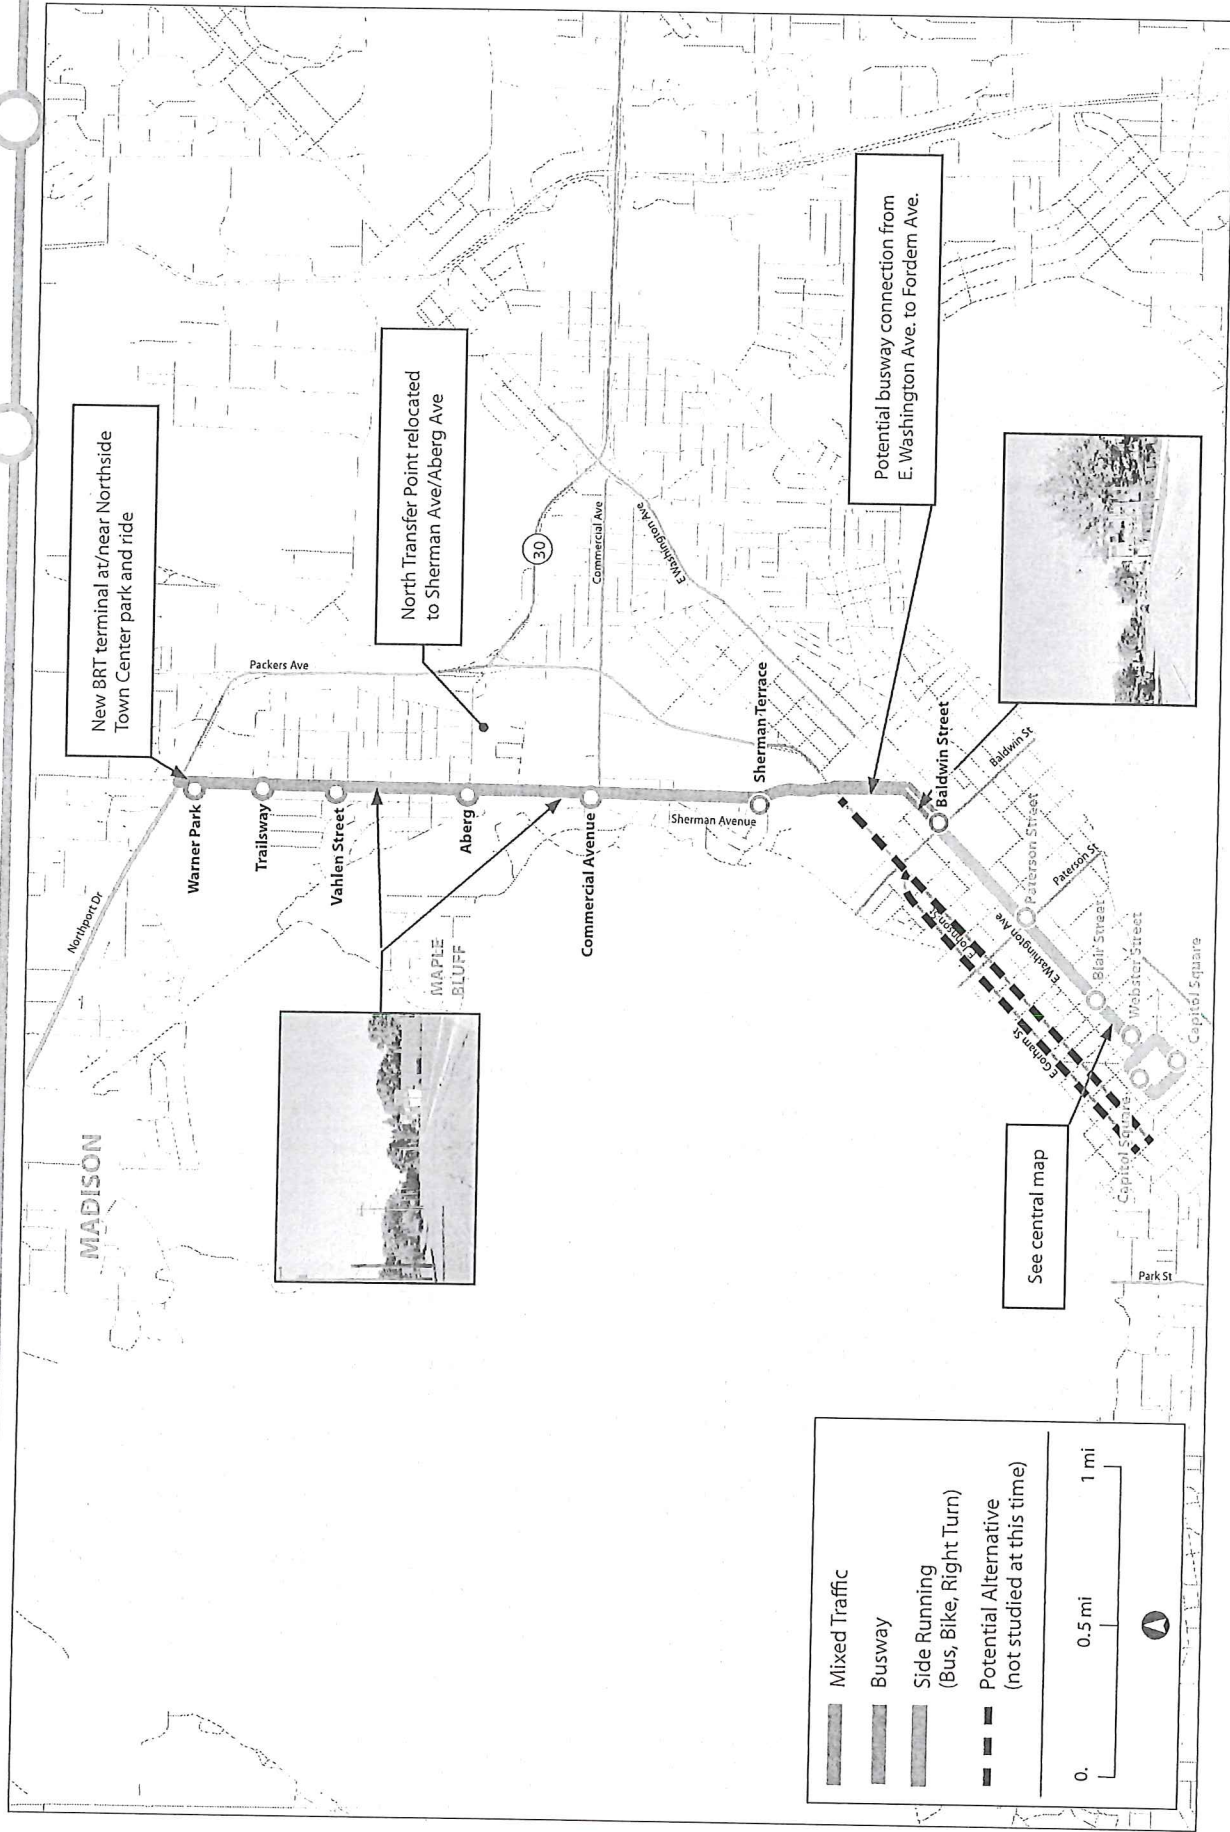 New BRT terminal at/near Northside
Town Center park and ride
North Transfer Point relocated
to Sherman Ave/Aberg Ave
Potential busway connection from
E. Washington Ave. to Fordem Ave.
See central map
MADISON
MAPLE
BLUFF
Northport Dr
Packers Ave
30
Commercial Ave
E Washington Ave
Warner Park
Trailsway
Vahlen Street
Aberg
Commercial Avenue
Sherman Avenue
Sherman Terrace
Baldwin Street
Baldwin St
Paterson Street
Paterson St
E Washington Ave
E Johnson St
E Gorham St
Blair Street
Webster Street
Capitol Square
Capitol Square
Park St
Mixed Traffic
Busway
Side Running
(Bus, Bike, Right Turn)
Potential Alternative
(not studied at this time)
0. 0.5 mi 1 mi